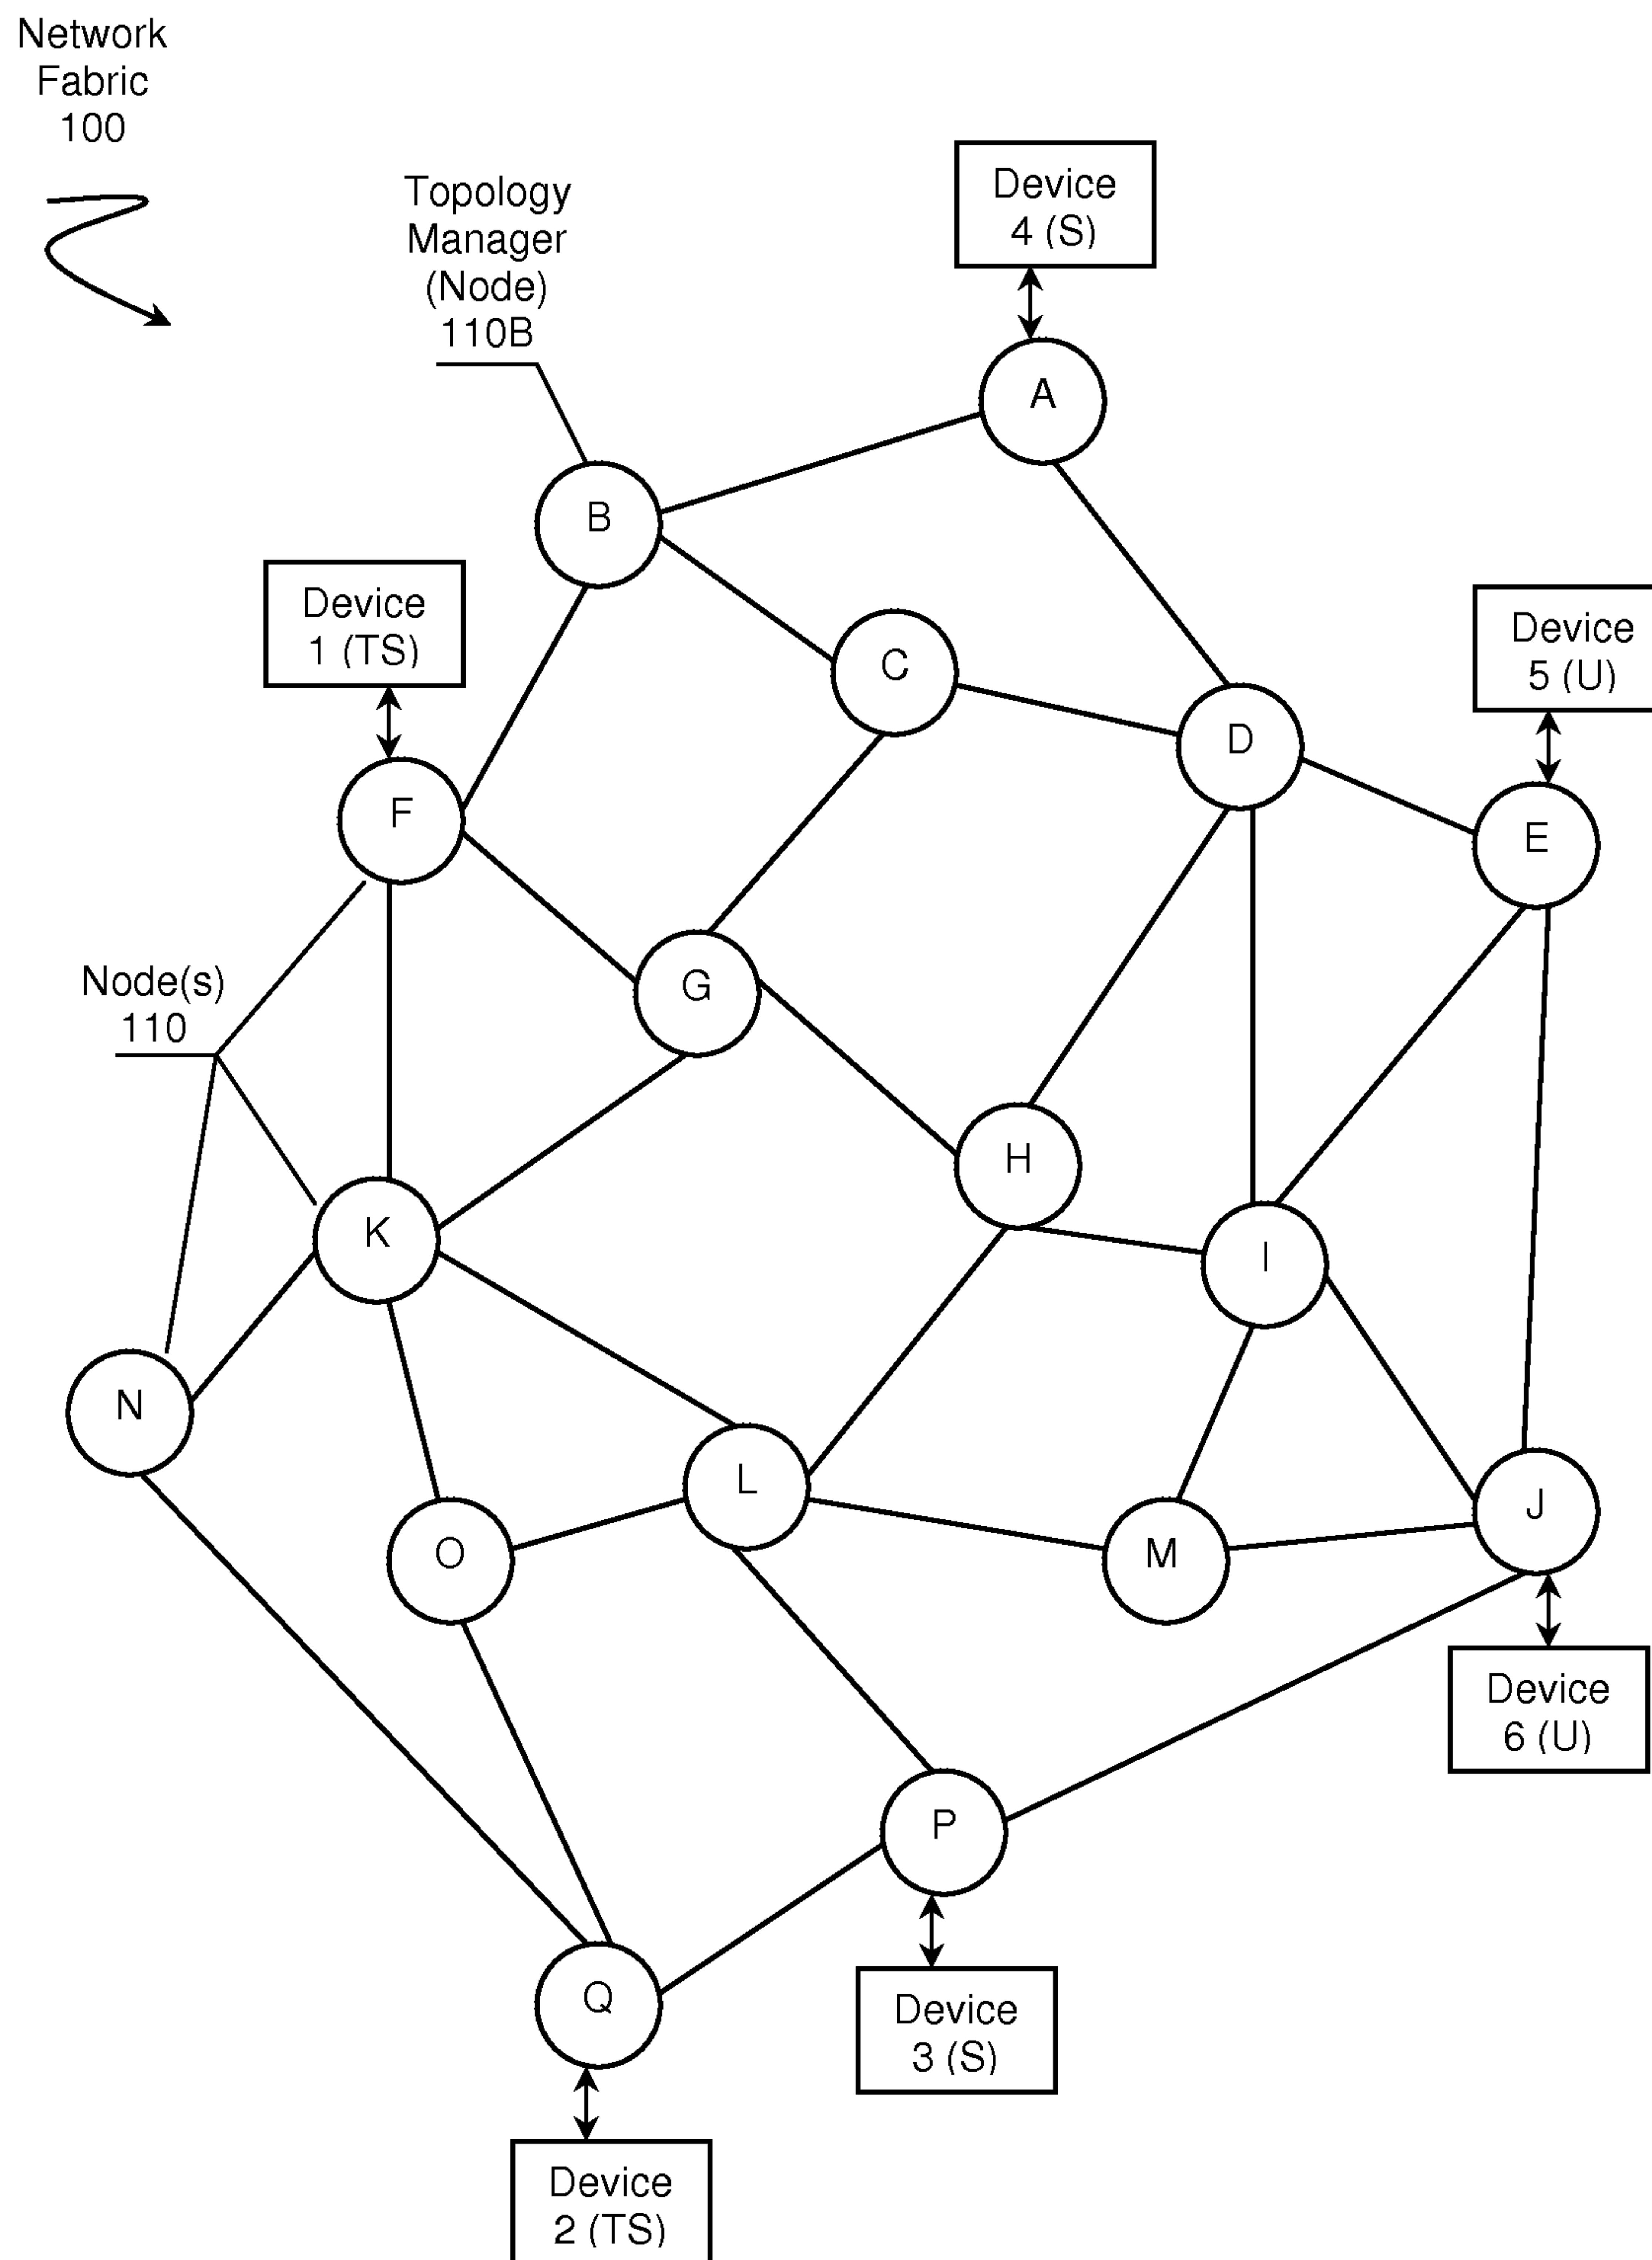 Network
Fabric
100
Topology
Manager
(Node)
110B
Device
4 (S)
A
B
Device
1 (TS)
Device
5 (U)
C
D
F
E
G
Node(s)
110
H
K
I
N
L
J
O
M
Device
6 (U)
P
Q
Device
3 (S)
Device
2 (TS)